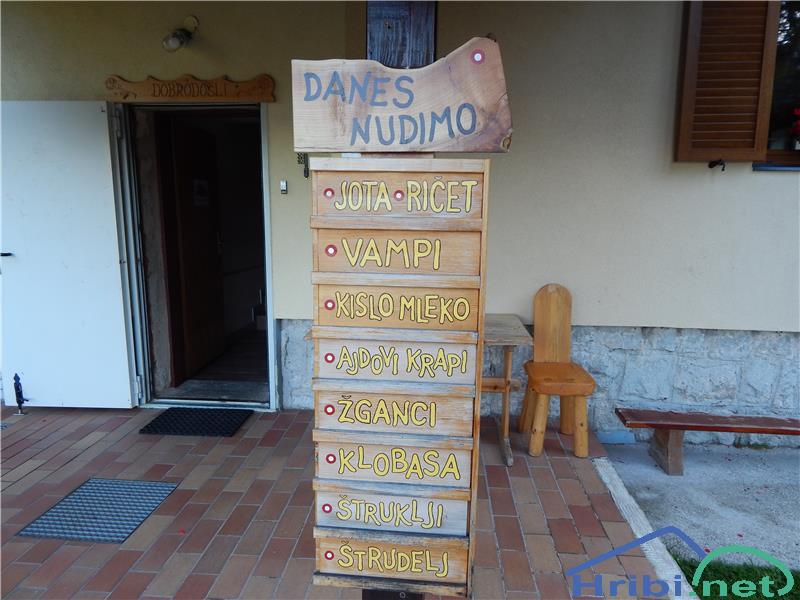 DOBRODOŠLI
DANES
NUDIMO
JOTA RIČET
VAMPI
KISLO MLEKO
AJDOVI KRAPI
ŽGANCI
KLOBASA
ŠTRUKLJI
ŠTRUDELJ
Hribi.net